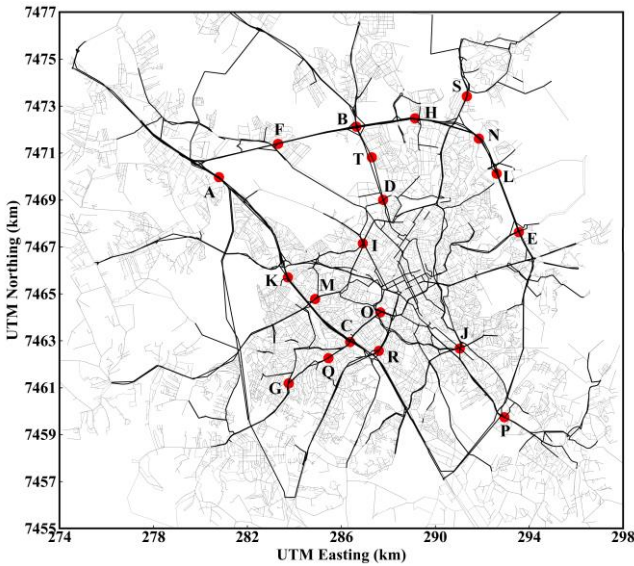 7477
7475
7473
7471
7469
7467
7465
7463
7461
7459
7457
7455
UTM Northing (km)
S
B
H
F
N
T
L
A
D
E
I
K
M
O
C
J
R
Q
G
P
274
278
282
286
290
294
298
UTM Easting (km)